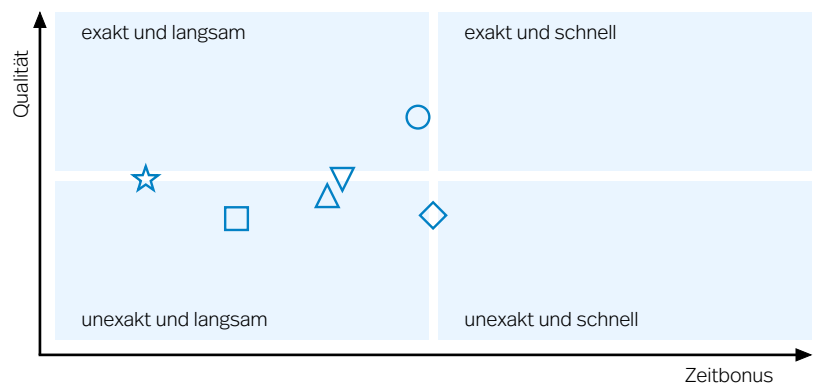 exakt und langsam
exakt und schnell
Qualität
unexakt und langsam
unexakt und schnell
Zeitbonus